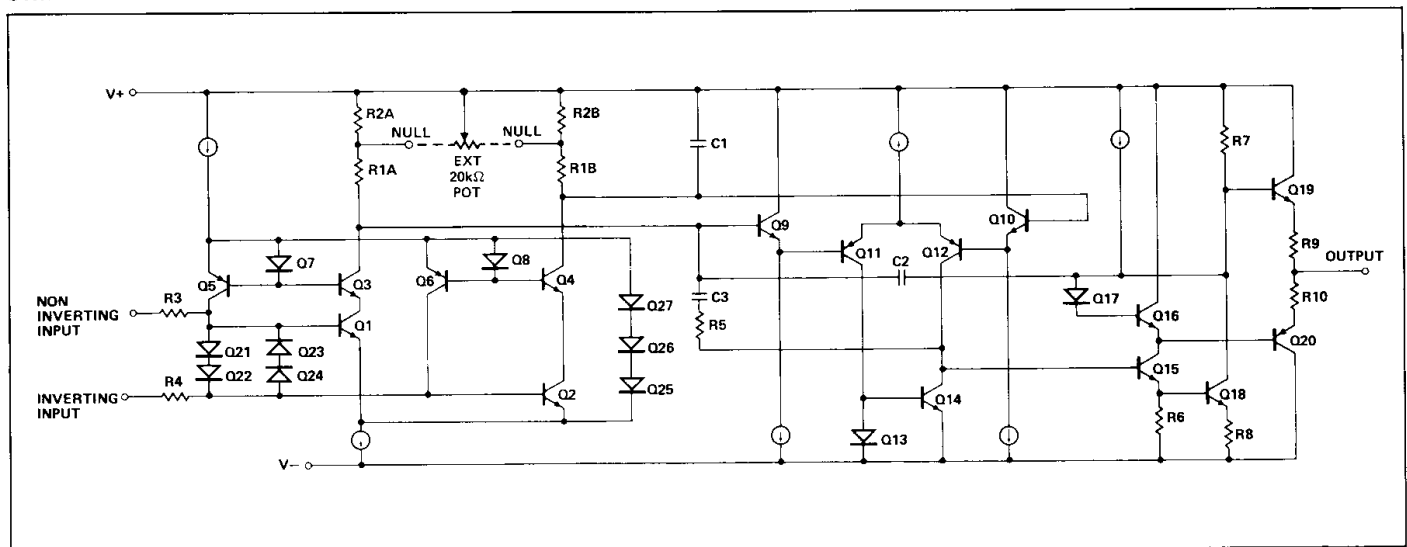 V+
R2A
R2B
NULL
NULL
C1
R7
R1A
EXT
20kΩ
POT
R1B
Q19
Q9
Q10
Q11
Q12
R9
OUTPUT
Q7
Q8
Q5
Q3
Q6
Q4
C2
R10
NON
INVERTING
INPUT
R3
Q1
Q27
C3
R5
Q17
Q16
Q20
Q21
Q23
Q26
Q22
Q24
Q15
INVERTING
INPUT
R4
Q2
Q25
Q14
Q18
Q13
R6
R8
V−